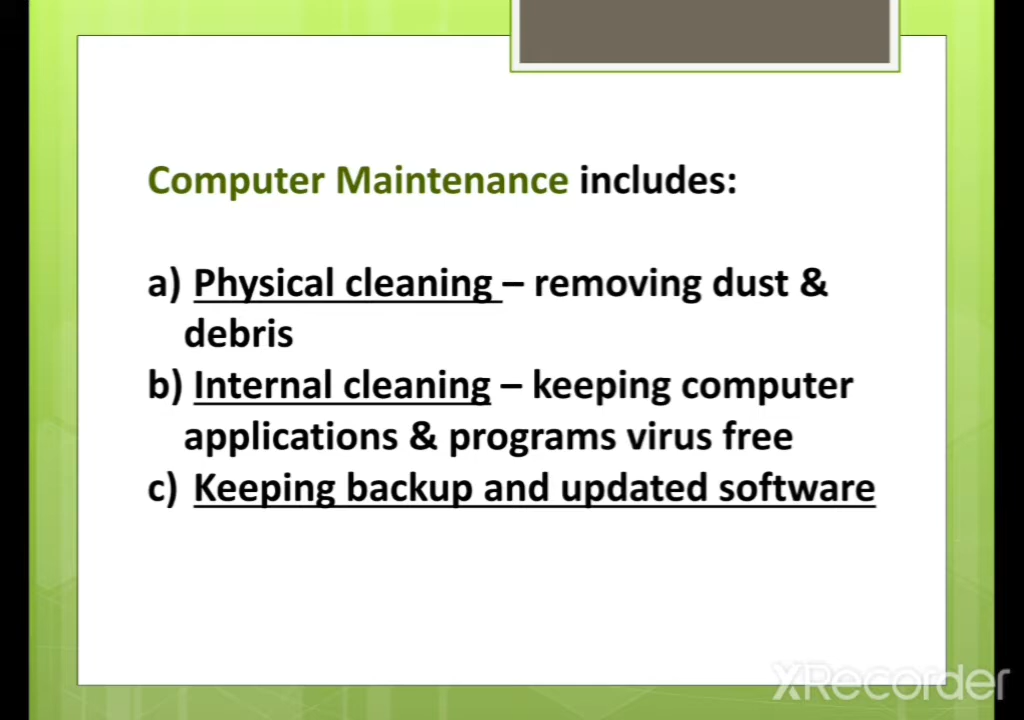 Computer Maintenance includes:
a) Physical cleaning – removing dust &
debris
b) Internal cleaning – keeping computer
applications & programs virus free
c) Keeping backup and updated software
XRecorder